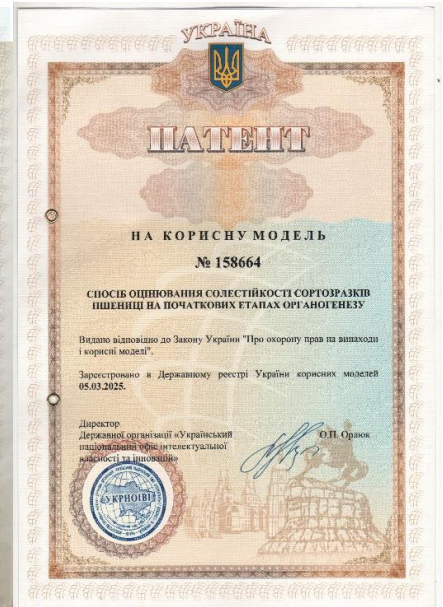 УКРАЇНА
ПАТЕНТ
НА КОРИСНУ МОДЕЛЬ
№ 158664
СПОСІБ ОЦІНЮВАННЯ СОЛЕСТІЙКОСТІ СОРТОЗРАЗКІВ
ПШЕНИЦІ НА ПОЧАТКОВИХ ЕТАПАХ ОРГАНОГЕНЕЗУ
Видано відповідно до Закону України "Про охорону прав на винаходи
і корисні моделі".
Зареєстровано в Державному реєстрі України корисних моделей
05.03.2025.
Директор
Державної організації «Український
національний офіс інтелектуальної
власності та інновацій»
О.П. Орлюк
УКРНОІВІ